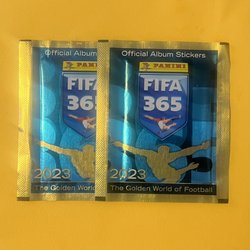 Official Album Stickers
PANINI
FIFA
365
2023
The Golden World of
Official Album Stickers
PANINI
FIFA
365
2023
The Golden World of Football